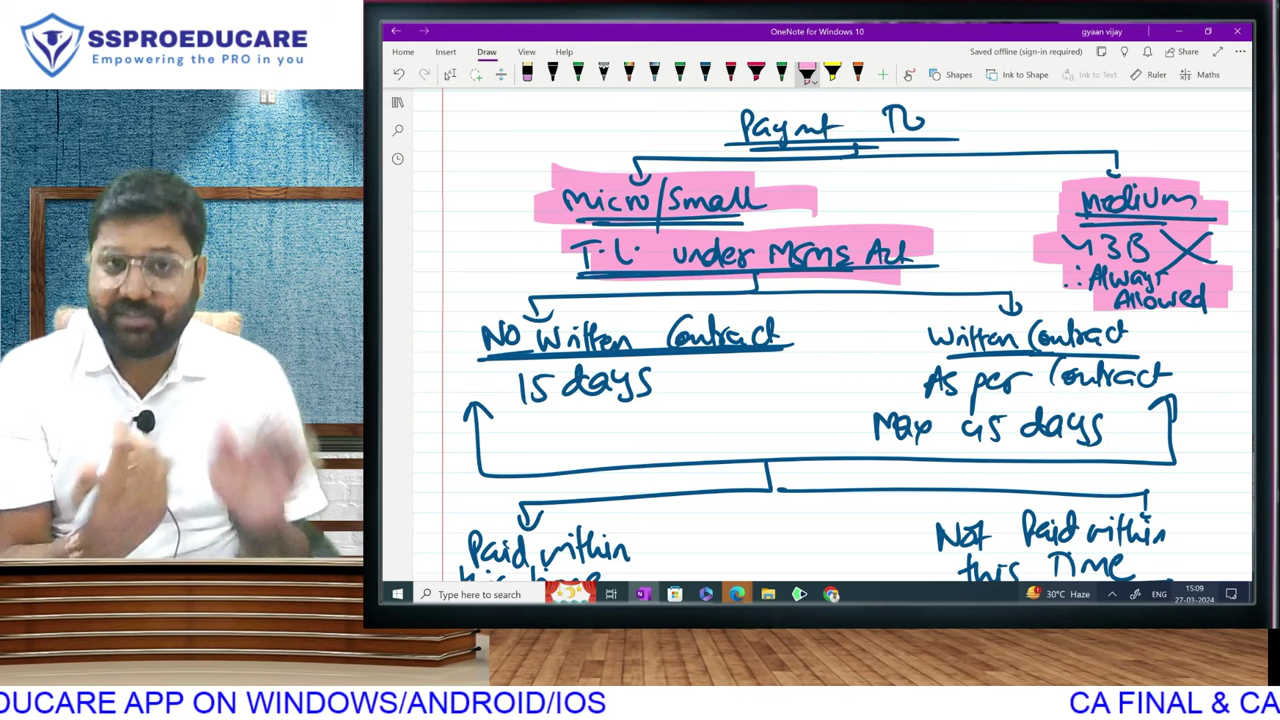 SSPROEDUCARE
Empowering the PRO in you
OneNote for Windows 10
gyaan vijay
Home Insert Draw View Help
Saved offline (sign-in required)
Share
Shapes
Ink to Shape
Ink to Text
Ruler
Maths
Paymt To
Micro/Small
T.L. under MSME Act
Medium
43B X
∴ Always
Allowed
No Written Contract
15 days
Written Contract
As per Contract
Max 45 days
Paid within
this time
Not Paid within
this Time
Type here to search
30°C Haze
ENG
15:09
27-03-2024
DUCARE APP ON WINDOWS/ANDROID/IOS
CA FINAL & CA